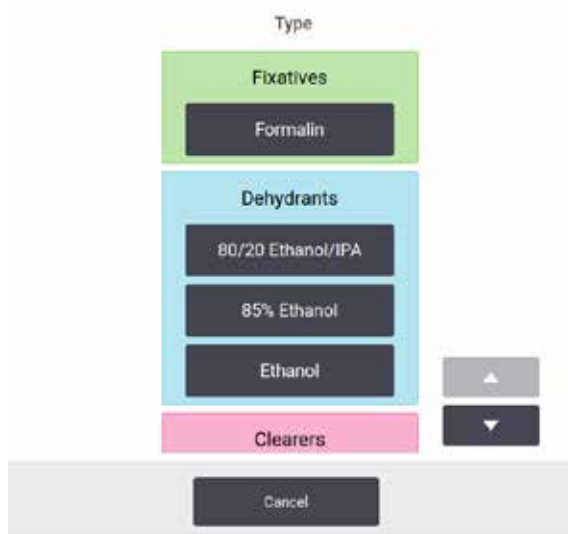 Type
Fixatives
Formalin
Dehydrants
80/20 Ethanol/IPA
85% Ethanol
Ethanol
Clearers
Cancel